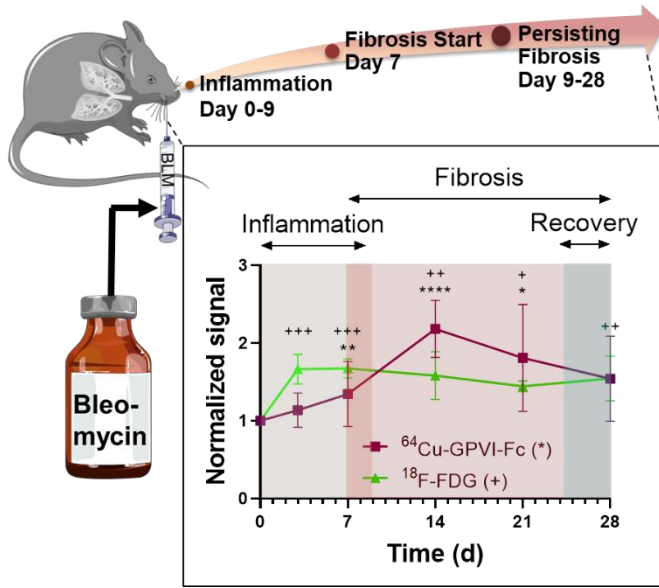 Inflammation
Day 0-9
Fibrosis Start
Day 7
Persisting
Fibrosis
Day 9-28
BLM
Bleo-
mycin
Fibrosis
Inflammation
Recovery
Normalized signal
3
2
1
0
+++
+++
**
++
****
+
*
++
⁶⁴Cu-GPVI-Fc (*)
¹⁸F-FDG (+)
0 7 14 21 28
Time (d)